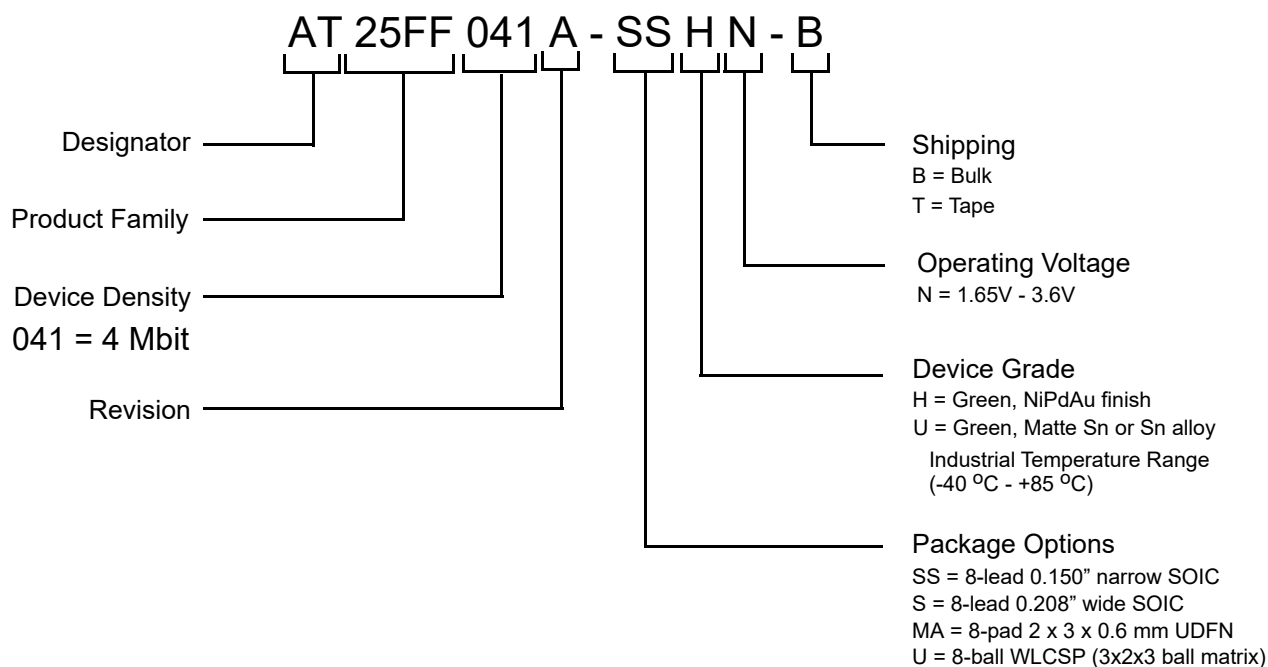 AT 25FF 041 A - SS H N - B
Designator
Product Family
Device Density
041 = 4 Mbit
Revision
Shipping
B = Bulk
T = Tape
Operating Voltage
N = 1.65V - 3.6V
Device Grade
H = Green, NiPdAu finish
U = Green, Matte Sn or Sn alloy
Industrial Temperature Range
(-40 ºC - +85 ºC)
Package Options
SS = 8-lead 0.150” narrow SOIC
S = 8-lead 0.208” wide SOIC
MA = 8-pad 2 x 3 x 0.6 mm UDFN
U = 8-ball WLCSP (3x2x3 ball matrix)